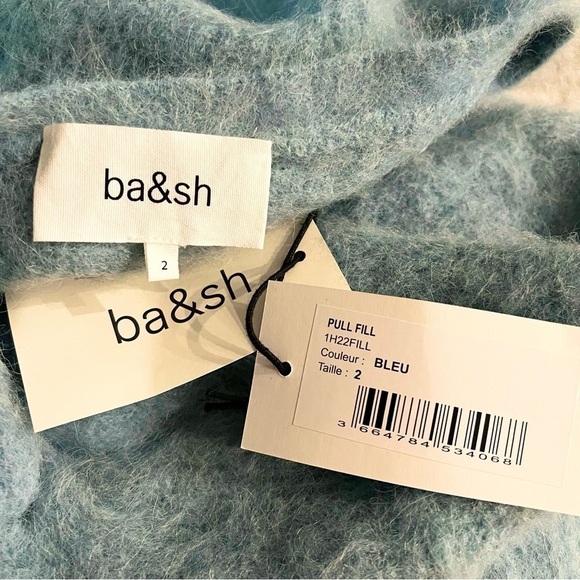 ba&sh
2
ba&sh
PULL FILL
1H22FILL
Couleur : BLEU
Taille : 2
3 664784 534068